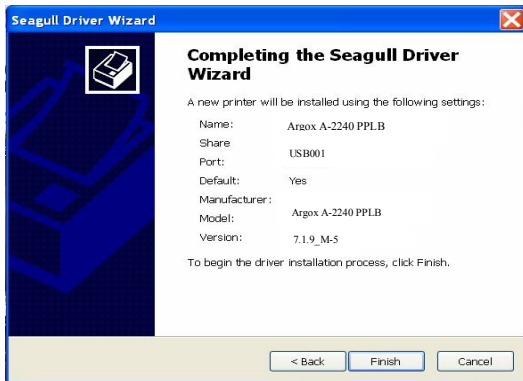 Seagull Driver Wizard
Completing the Seagull Driver
Wizard
A new printer will be installed using the following settings:
Name: Argox A-2240 PPLB
Share
Port: USB001
Default: Yes
Manufacturer:
Model: Argox A-2240 PPLB
Version: 7.1.9_M-5
To begin the driver installation process, click Finish.
< Back Finish Cancel